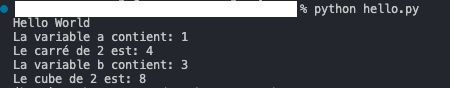 % python hello.py
Hello World
La variable a contient: 1
Le carré de 2 est: 4
La variable b contient: 3
Le cube de 2 est: 8